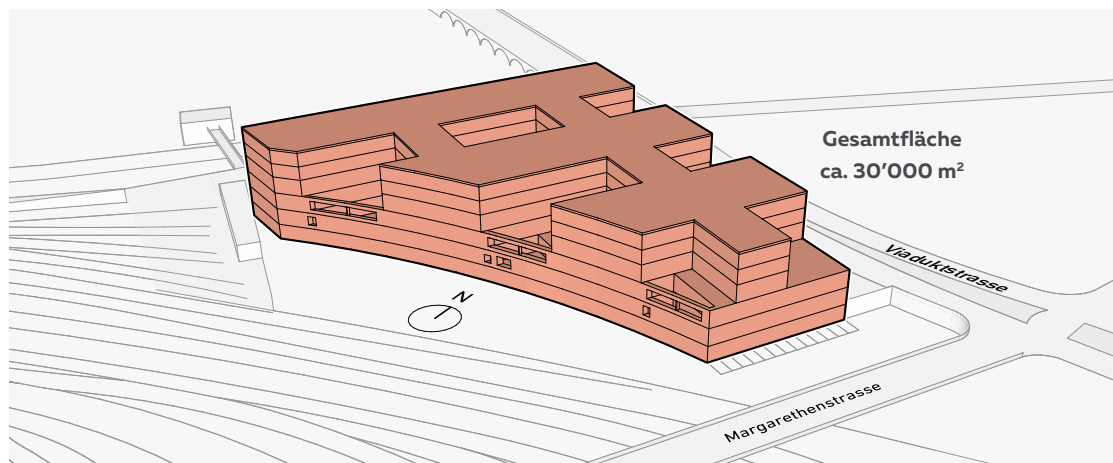 Gesamtfläche
ca. 30’000 m²
Viaduktstrasse
N
Margarethenstrasse